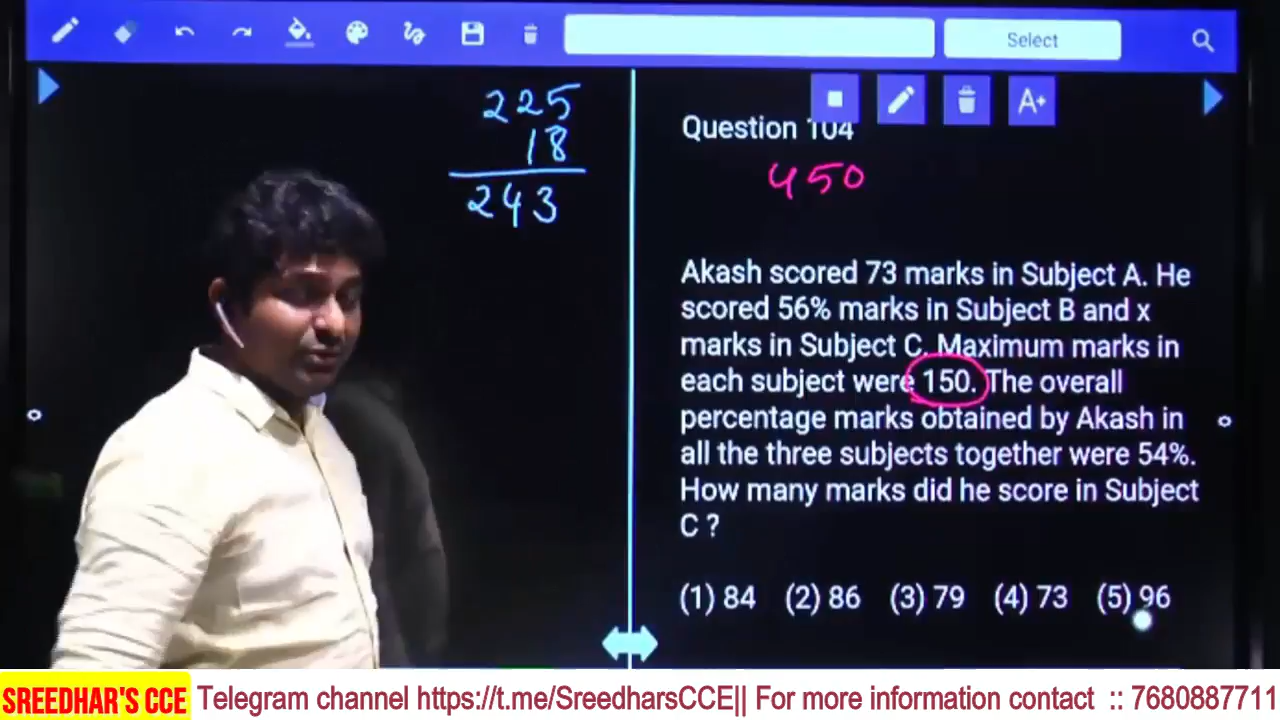 Select
225
18
243
A+
Question 104
450
Akash scored 73 marks in Subject A. He
scored 56% marks in Subject B and x
marks in Subject C. Maximum marks in
each subject were 150. The overall
percentage marks obtained by Akash in
all the three subjects together were 54%.
How many marks did he score in Subject
C ?
(1) 84 (2) 86 (3) 79 (4) 73 (5) 96
SREEDHAR'S CCE Telegram channel https://t.me/SreedharsCCE|| For more information contact :: 7680887711